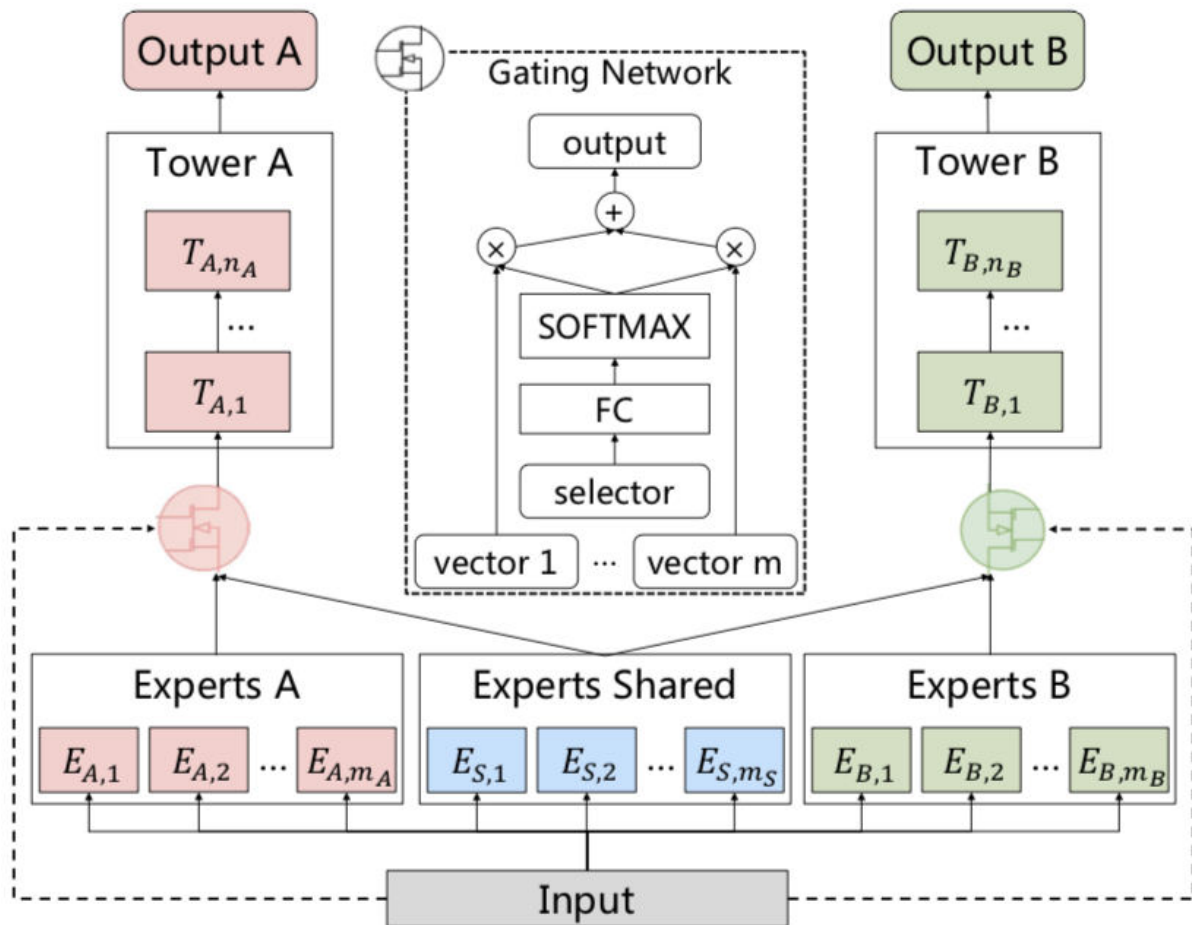 Output A
Gating Network
Output B
output
Tower A
Tower B
+
×
×
T_{A,n_A}
T_{B,n_B}
...
...
SOFTMAX
T_{A,1}
T_{B,1}
FC
selector
vector 1
...
vector m
Experts A
Experts Shared
Experts B
E_{A,1} E_{A,2} ... E_{A,m_A}
E_{S,1} E_{S,2} ... E_{S,m_S}
E_{B,1} E_{B,2} ... E_{B,m_B}
Input